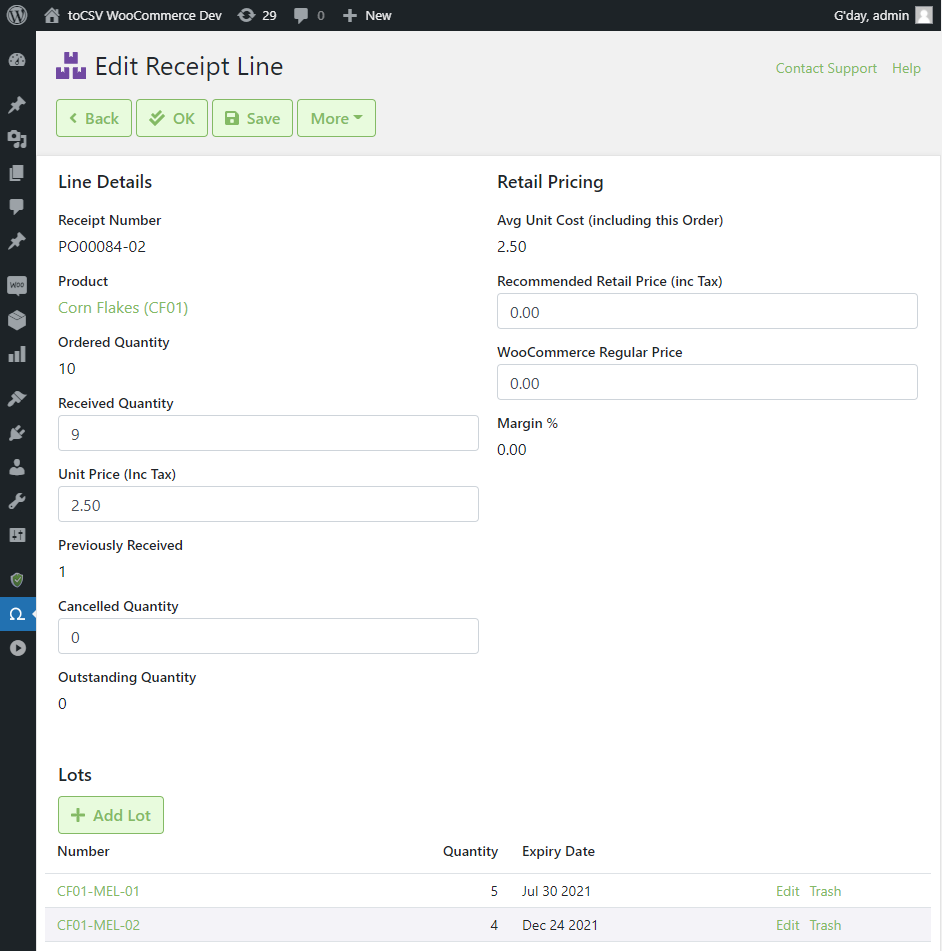 toCSV WooCommerce Dev 29 0 New G'day, admin
Edit Receipt Line
Contact Support Help
Back OK Save More
Line Details
Receipt Number
PO00084-02
Product
Corn Flakes (CF01)
Ordered Quantity
10
Received Quantity
9
Unit Price (Inc Tax)
2.50
Previously Received
1
Cancelled Quantity
0
Outstanding Quantity
0
Retail Pricing
Avg Unit Cost (including this Order)
2.50
Recommended Retail Price (inc Tax)
0.00
WooCommerce Regular Price
0.00
Margin %
0.00
Lots
Add Lot
Number Quantity Expiry Date
CF01-MEL-01 5 Jul 30 2021 Edit Trash
CF01-MEL-02 4 Dec 24 2021 Edit Trash